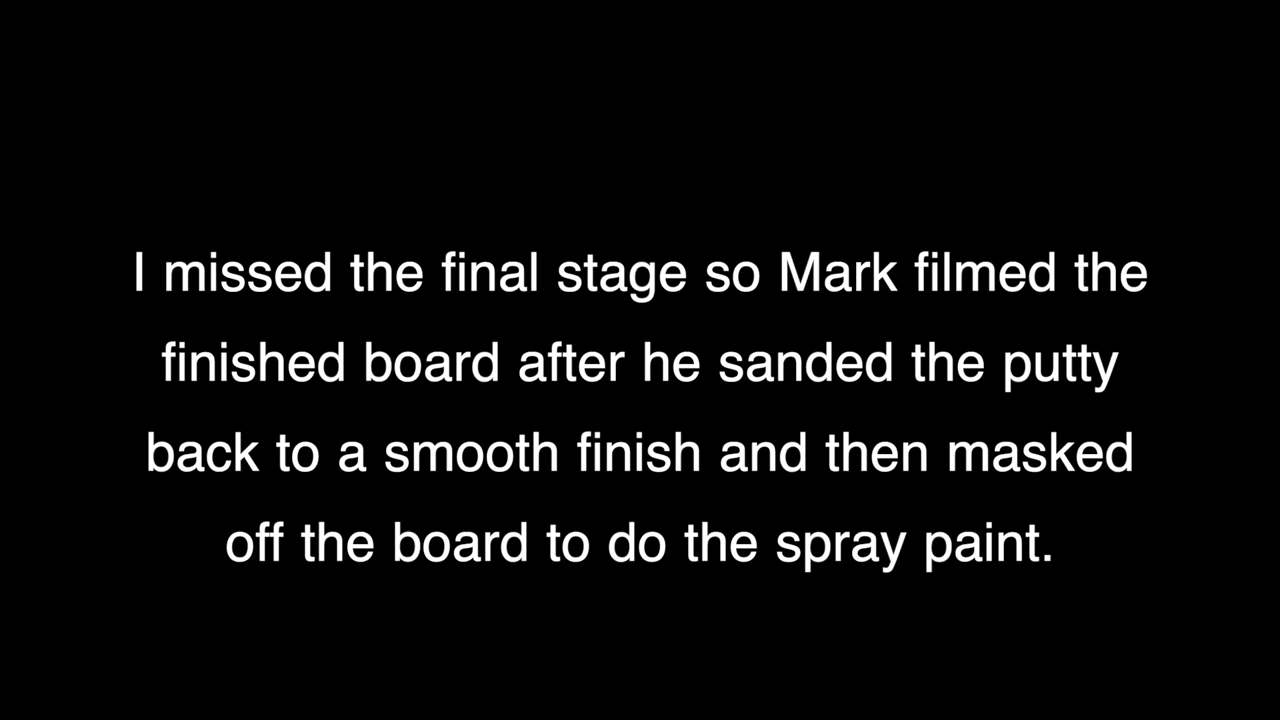 I missed the final stage so Mark filmed the
finished board after he sanded the putty
back to a smooth finish and then masked
off the board to do the spray paint.